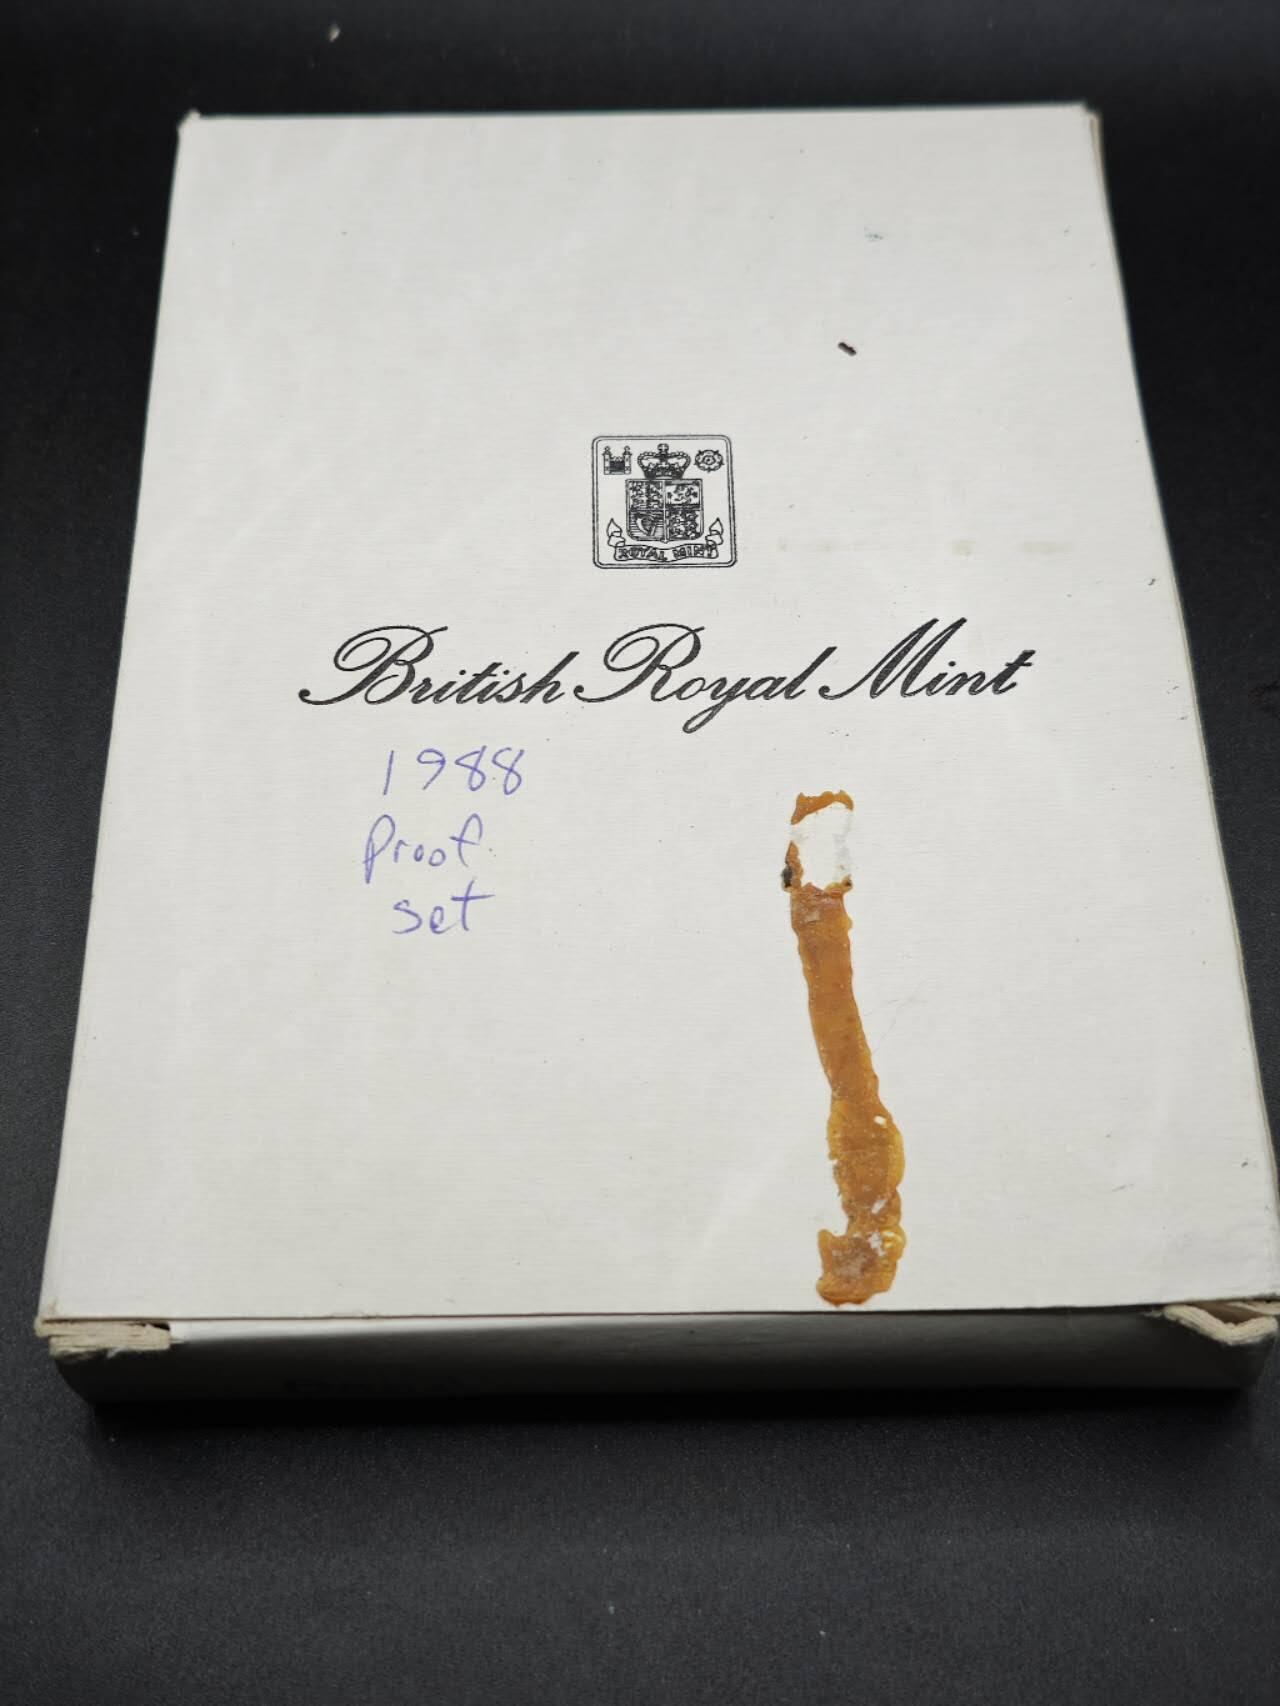 ROYAL MINT
British Royal Mint
1988
Proof
set